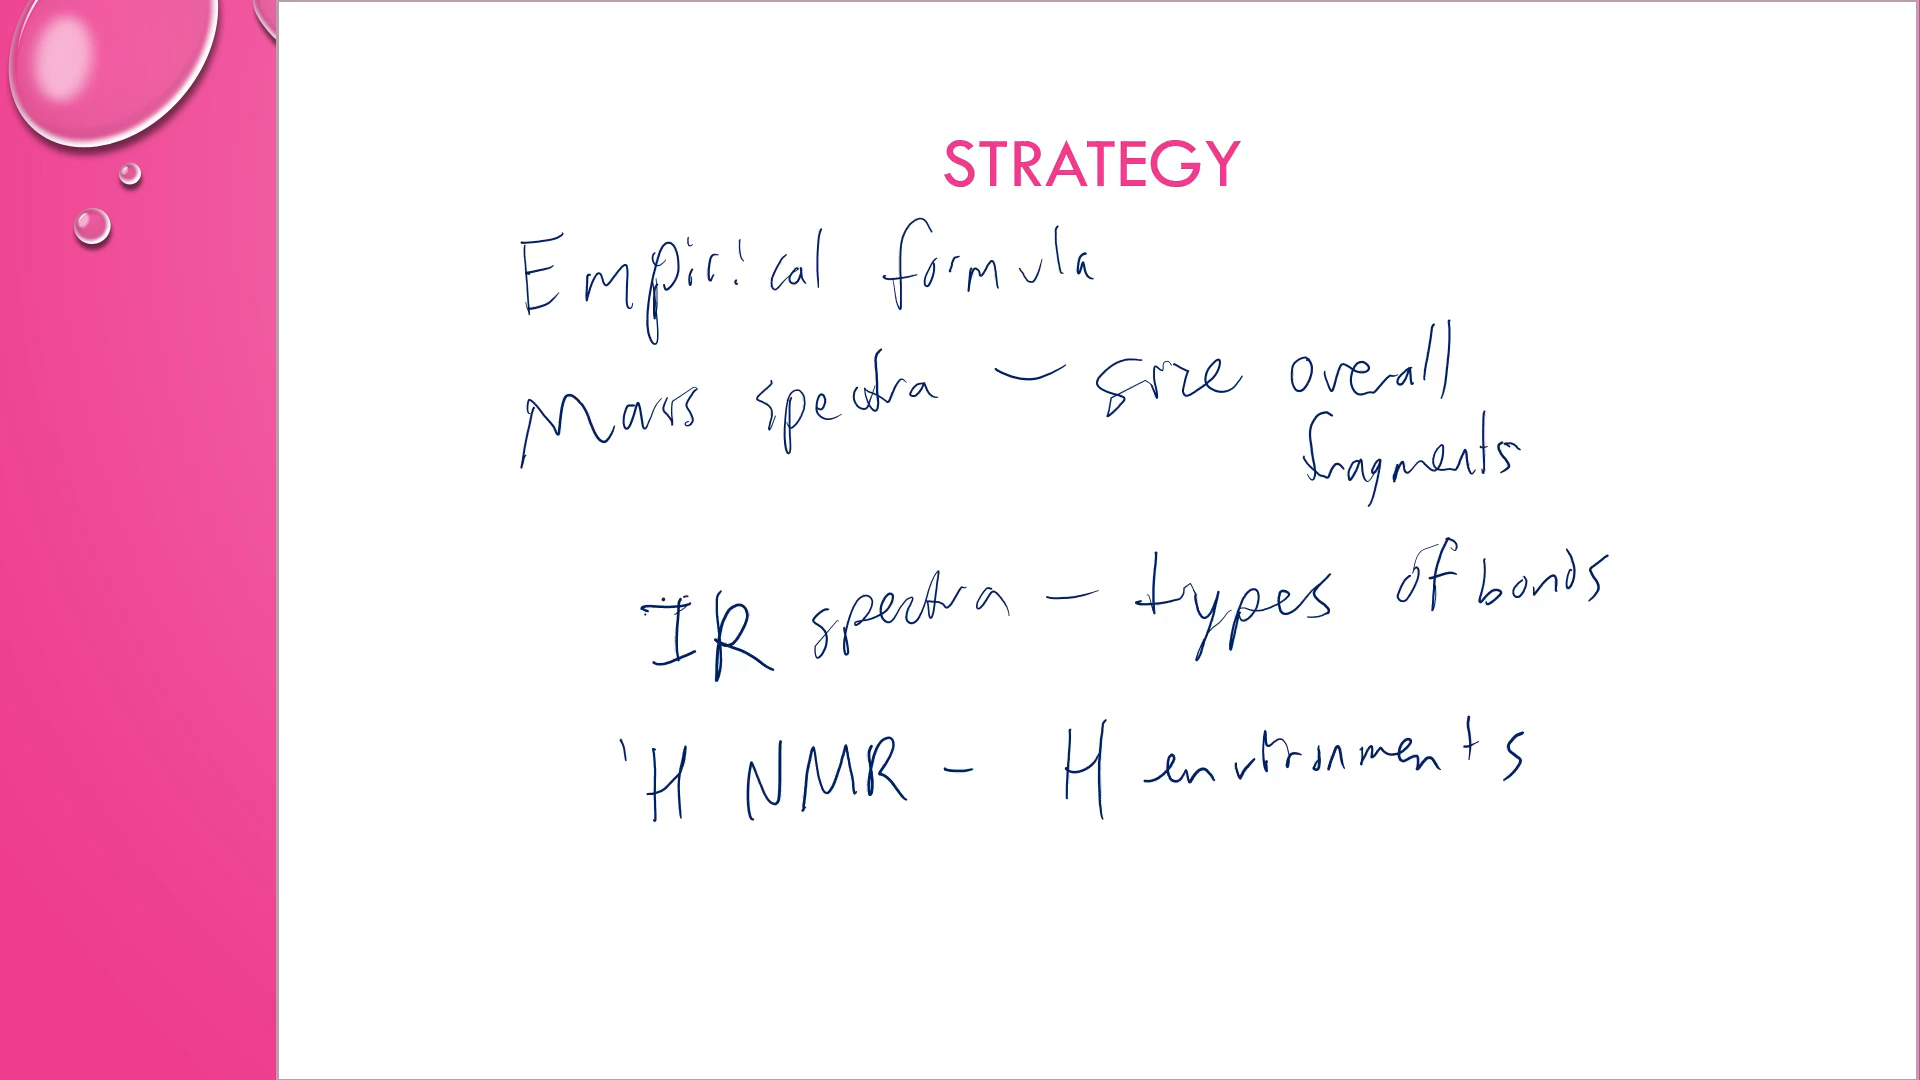 STRATEGY
Empirical formula
Mass spectra – size overall
fragments
IR spectra – types of bonds
¹H NMR – H environments